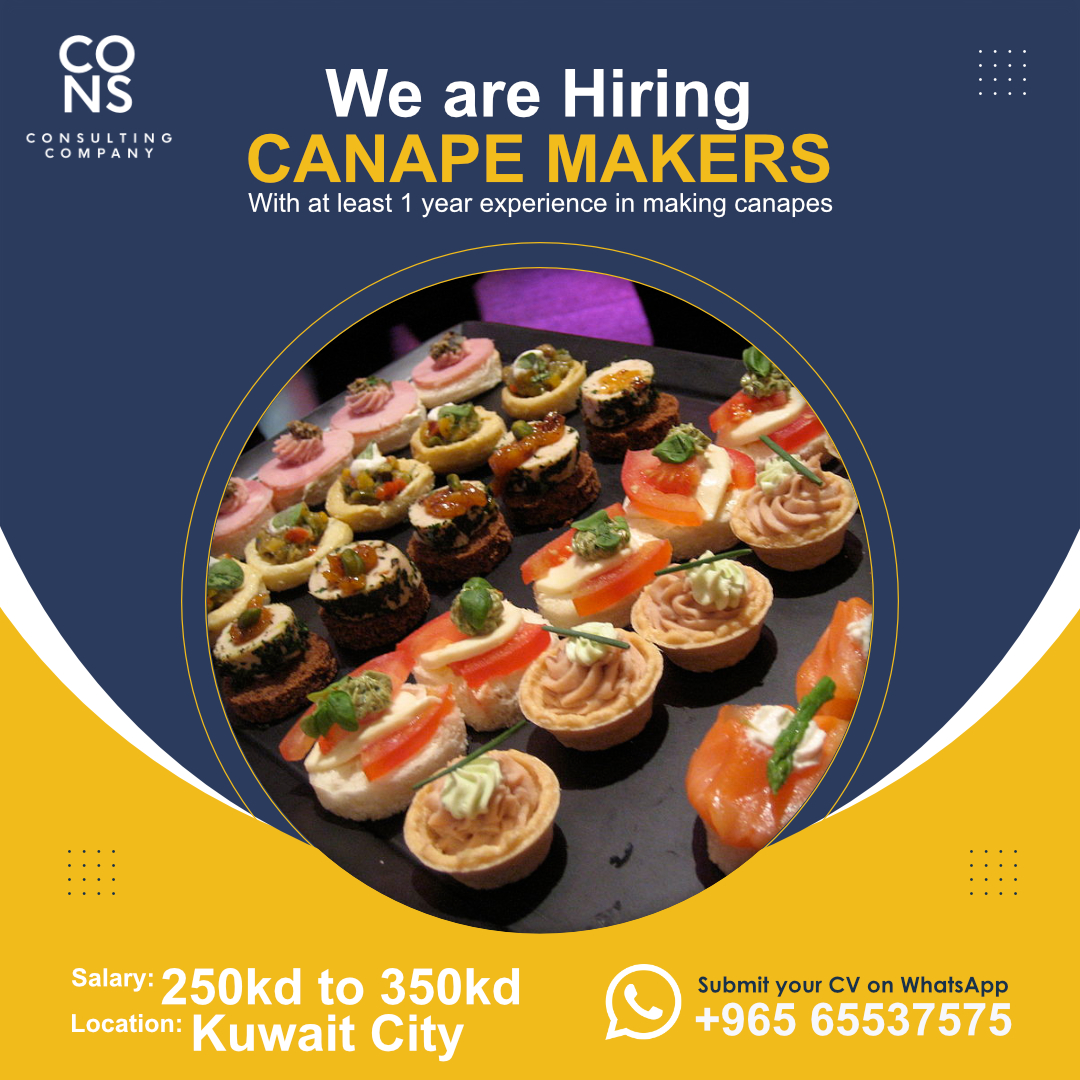 CO
NS
CONSULTING
COMPANY
We are Hiring
CANAPE MAKERS
With at least 1 year experience in making canapes
Salary: 250kd to 350kd
Location: Kuwait City
Submit your CV on WhatsApp
+965 65537575